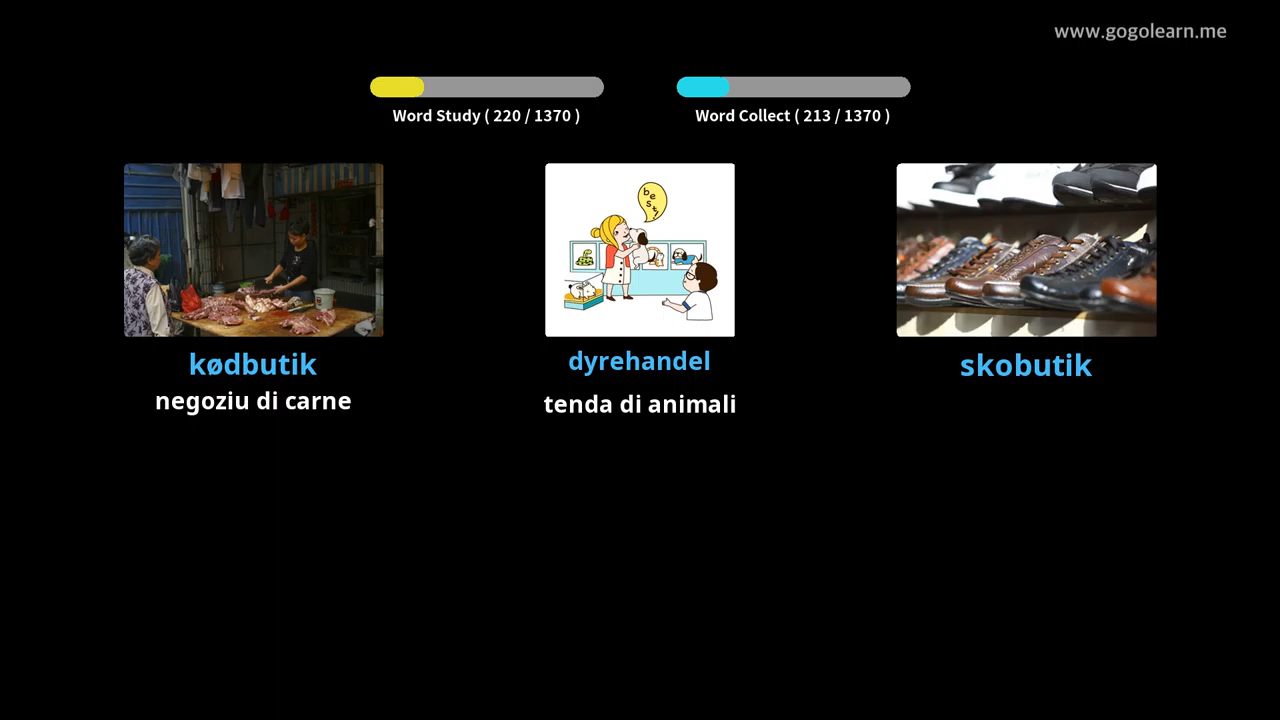 www.gogolearn.me
Word Study ( 220 / 1370 )
Word Collect ( 213 / 1370 )
best
kødbutik
dyrehandel
skobutik
negoziu di carne
tenda di animali